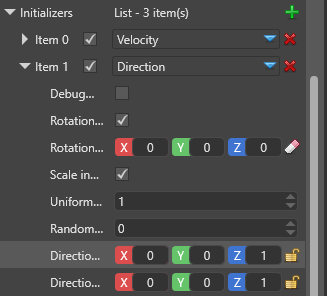 Initializers List - 3 item(s)
Item 0 Velocity
Item 1 Direction
Debug...
Rotation...
Rotation... X 0 Y 0 Z 0
Scale in...
Uniform... 1
Random... 0
Directio... X 0 Y 0 Z 1
Directio... X 0 Y 0 Z 1